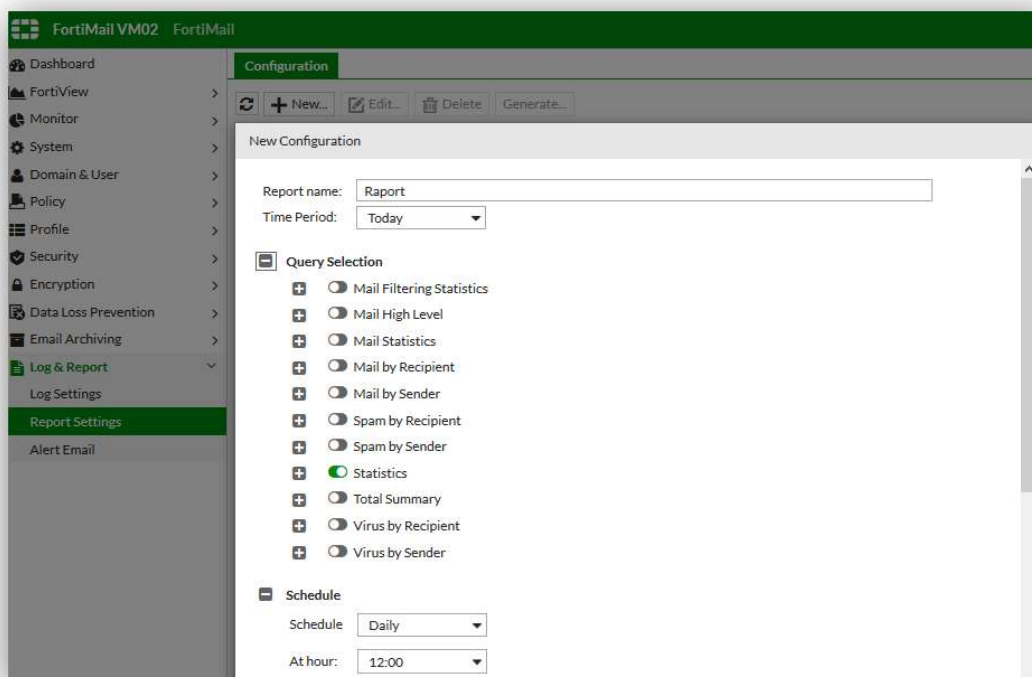 FortiMail VM02 FortiMail
Dashboard
FortiView
Monitor
System
Domain & User
Policy
Profile
Security
Encryption
Data Loss Prevention
Email Archiving
Log & Report
Log Settings
Report Settings
Alert Email
Configuration
New... Edit... Delete Generate...
New Configuration
Report name: Raport
Time Period: Today
Query Selection
Mail Filtering Statistics
Mail High Level
Mail Statistics
Mail by Recipient
Mail by Sender
Spam by Recipient
Spam by Sender
Statistics
Total Summary
Virus by Recipient
Virus by Sender
Schedule
Schedule Daily
At hour: 12:00